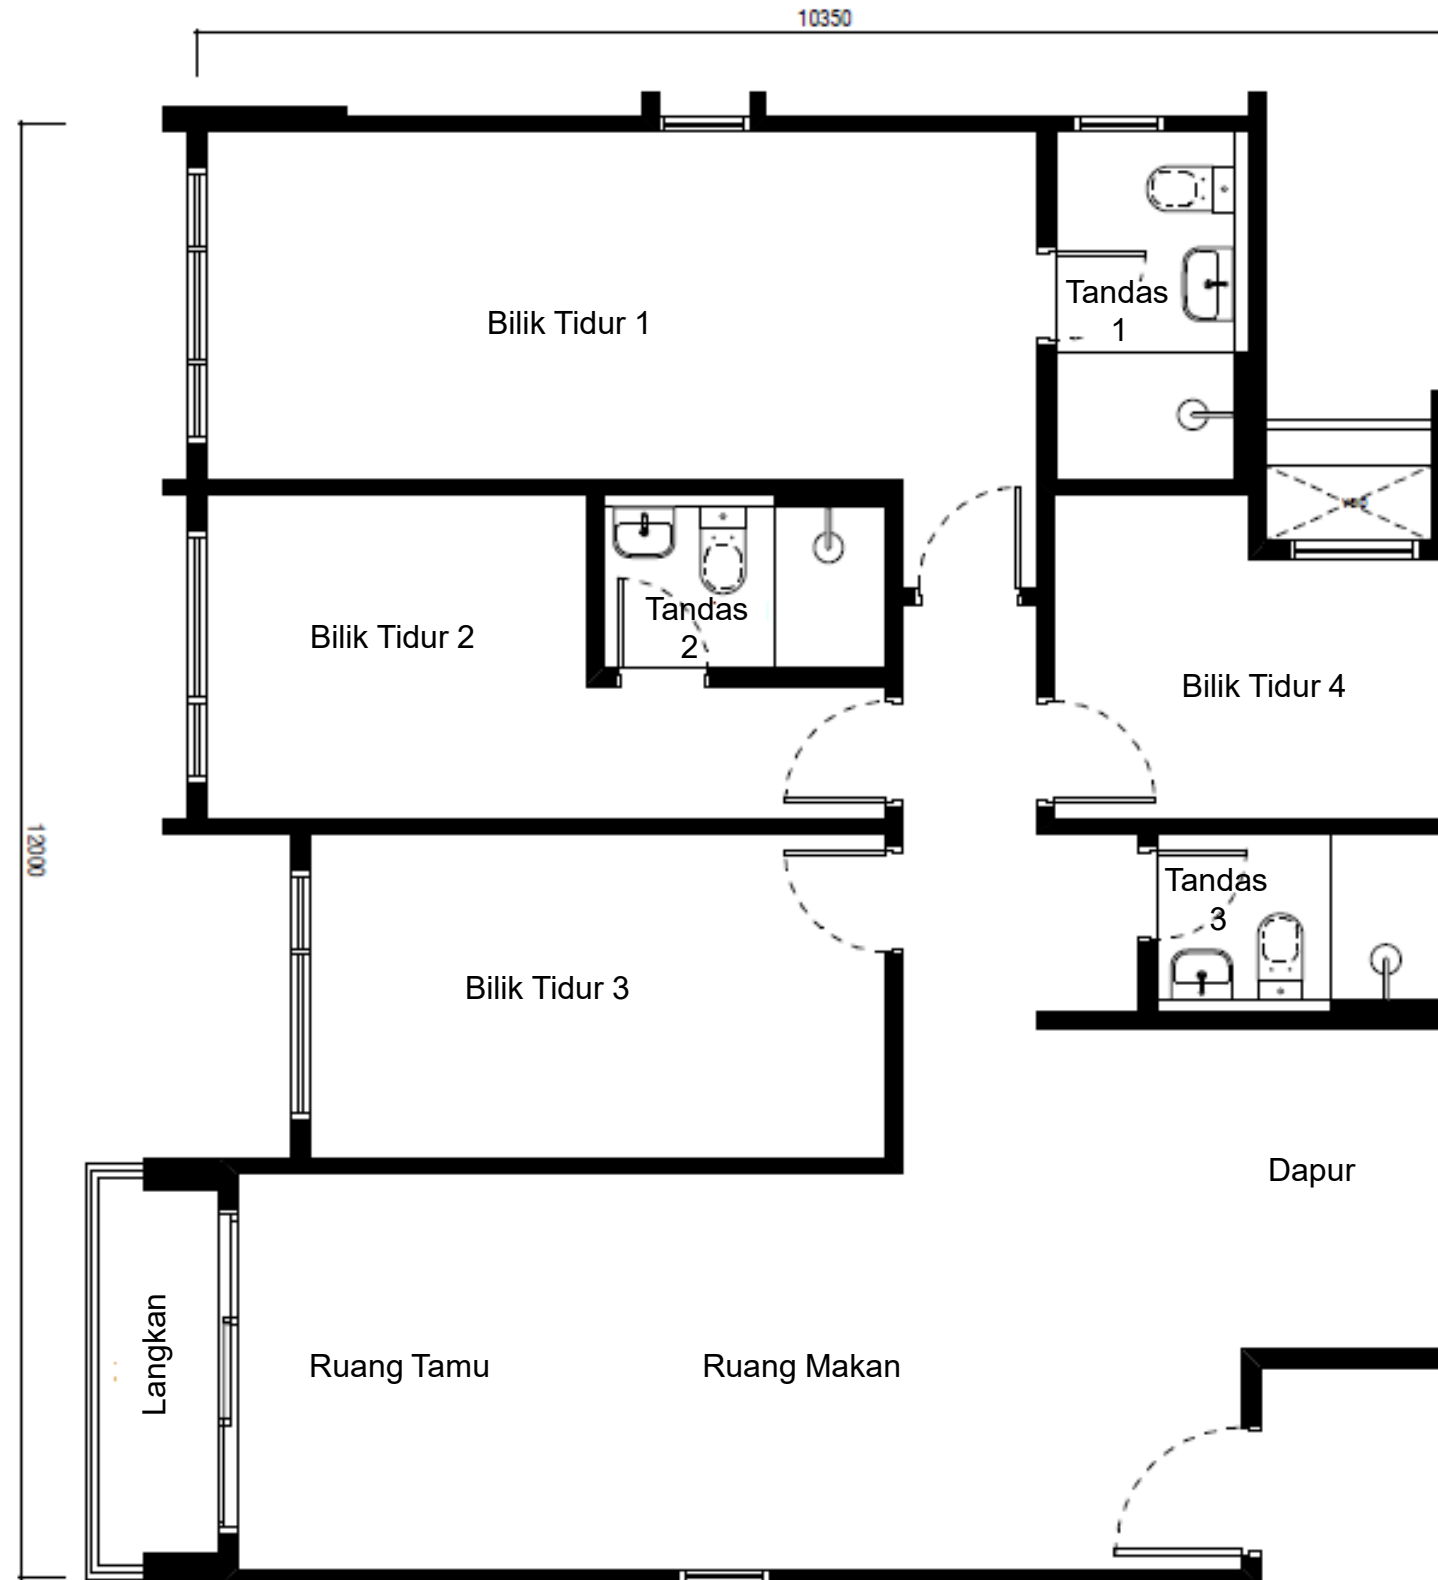 10350
Bilik Tidur 1
Tandas
1
Bilik Tidur 2
Tandas
2
Bilik Tidur 4
12000
Tandas
3
Bilik Tidur 3
Dapur
Langkan
Ruang Tamu
Ruang Makan